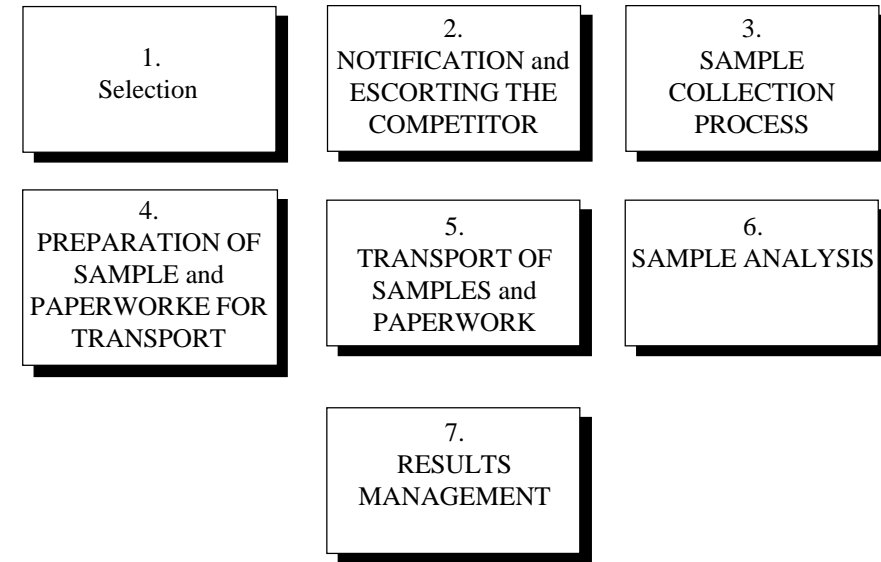 1.
Selection
2.
NOTIFICATION and
ESCORTING THE
COMPETITOR
3.
SAMPLE
COLLECTION
PROCESS
4.
PREPARATION OF
SAMPLE and
PAPERWORKE FOR
TRANSPORT
5.
TRANSPORT OF
SAMPLES and
PAPERWORK
6.
SAMPLE ANALYSIS
7.
RESULTS
MANAGEMENT